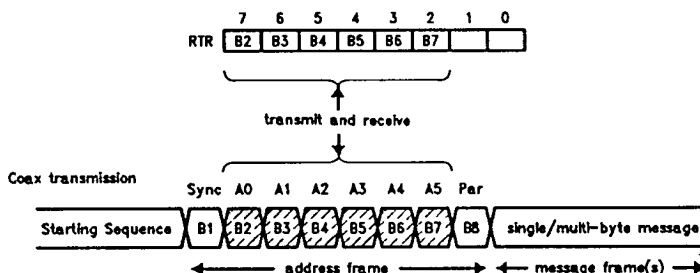 7 6 5 4 3 2 1 0
RTR B2 B3 B4 B5 B6 B7
transmit and receive
Coax transmission
Sync A0 A1 A2 A3 A4 A5 Par
Starting Sequence B1 B2 B3 B4 B5 B6 B7 B8 single/multi-byte message
address frame message frame(s)